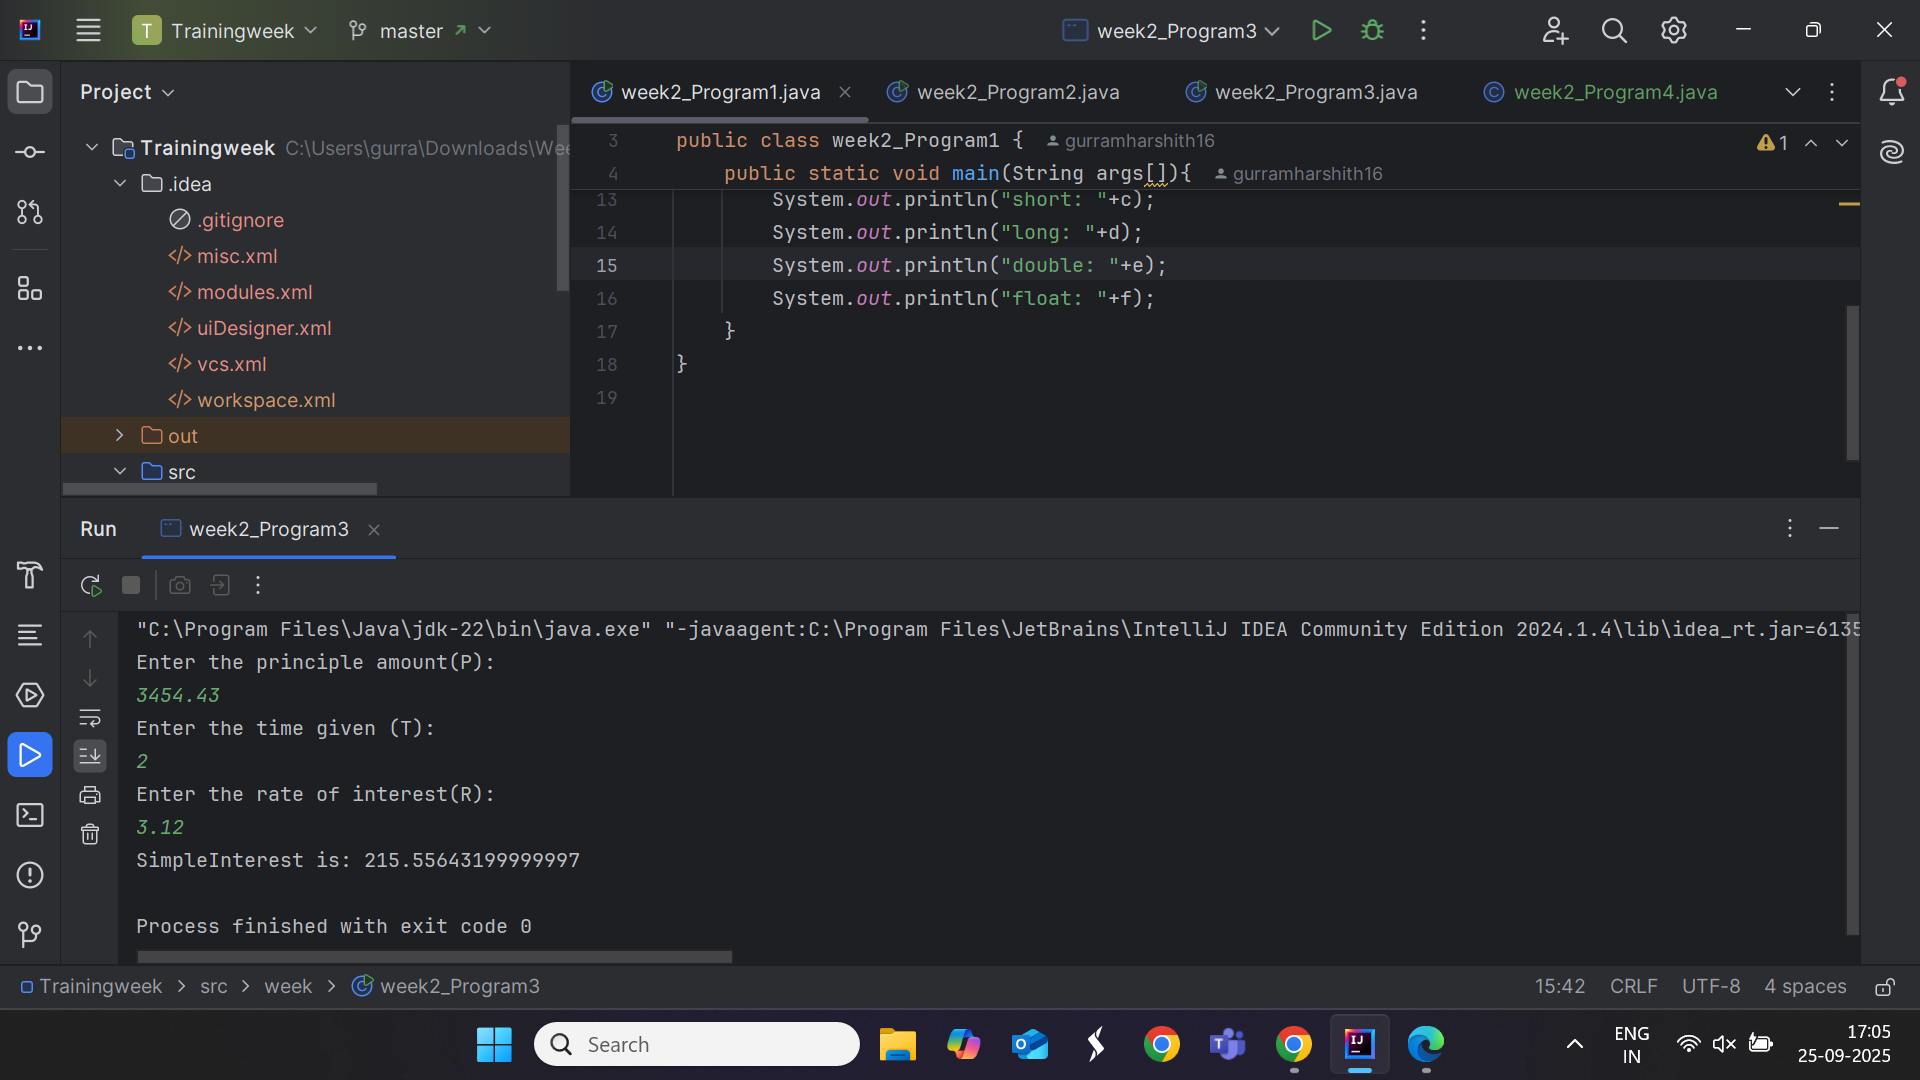 T Trainingweek master week2_Program3
Project
week2_Program1.java week2_Program2.java week2_Program3.java week2_Program4.java
Trainingweek C:\Users\gurra\Downloads\Wee
.idea
.gitignore
misc.xml
modules.xml
uiDesigner.xml
vcs.xml
workspace.xml
out
src
3 public class week2_Program1 { gurramharshith16
1
4 public static void main(String args[]){ gurramharshith16
13 System.out.println("short: "+c);
14 System.out.println("long: "+d);
15 System.out.println("double: "+e);
16 System.out.println("float: "+f);
17 }
18 }
19
Run week2_Program3
"C:\Program Files\Java\jdk-22\bin\java.exe" "-javaagent:C:\Program Files\JetBrains\IntelliJ IDEA Community Edition 2024.1.4\lib\idea_rt.jar=6135
Enter the principle amount(P):
3454.43
Enter the time given (T):
2
Enter the rate of interest(R):
3.12
SimpleInterest is: 215.55643199999997
Process finished with exit code 0
Trainingweek > src > week > week2_Program3
15:42 CRLF UTF-8 4 spaces
Search
ENG
IN
17:05
25-09-2025